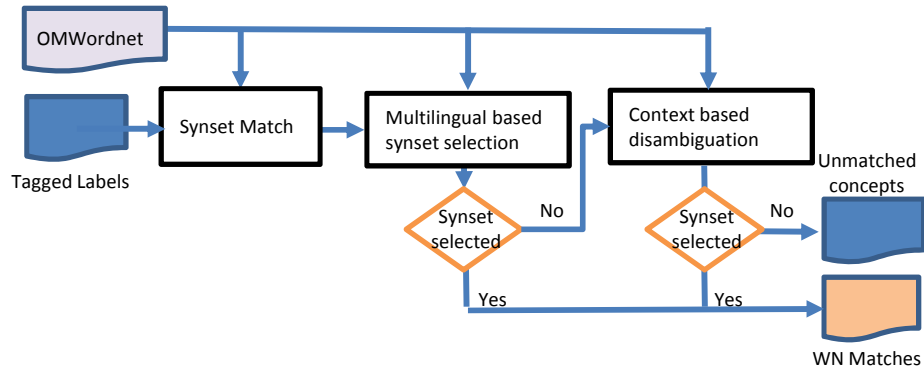 OMWordnet
Synset Match
Multilingual based
synset selection
Context based
disambiguation
Tagged Labels
Unmatched
concepts
Synset
selected
No
Synset
selected
No
Yes
Yes
WN Matches